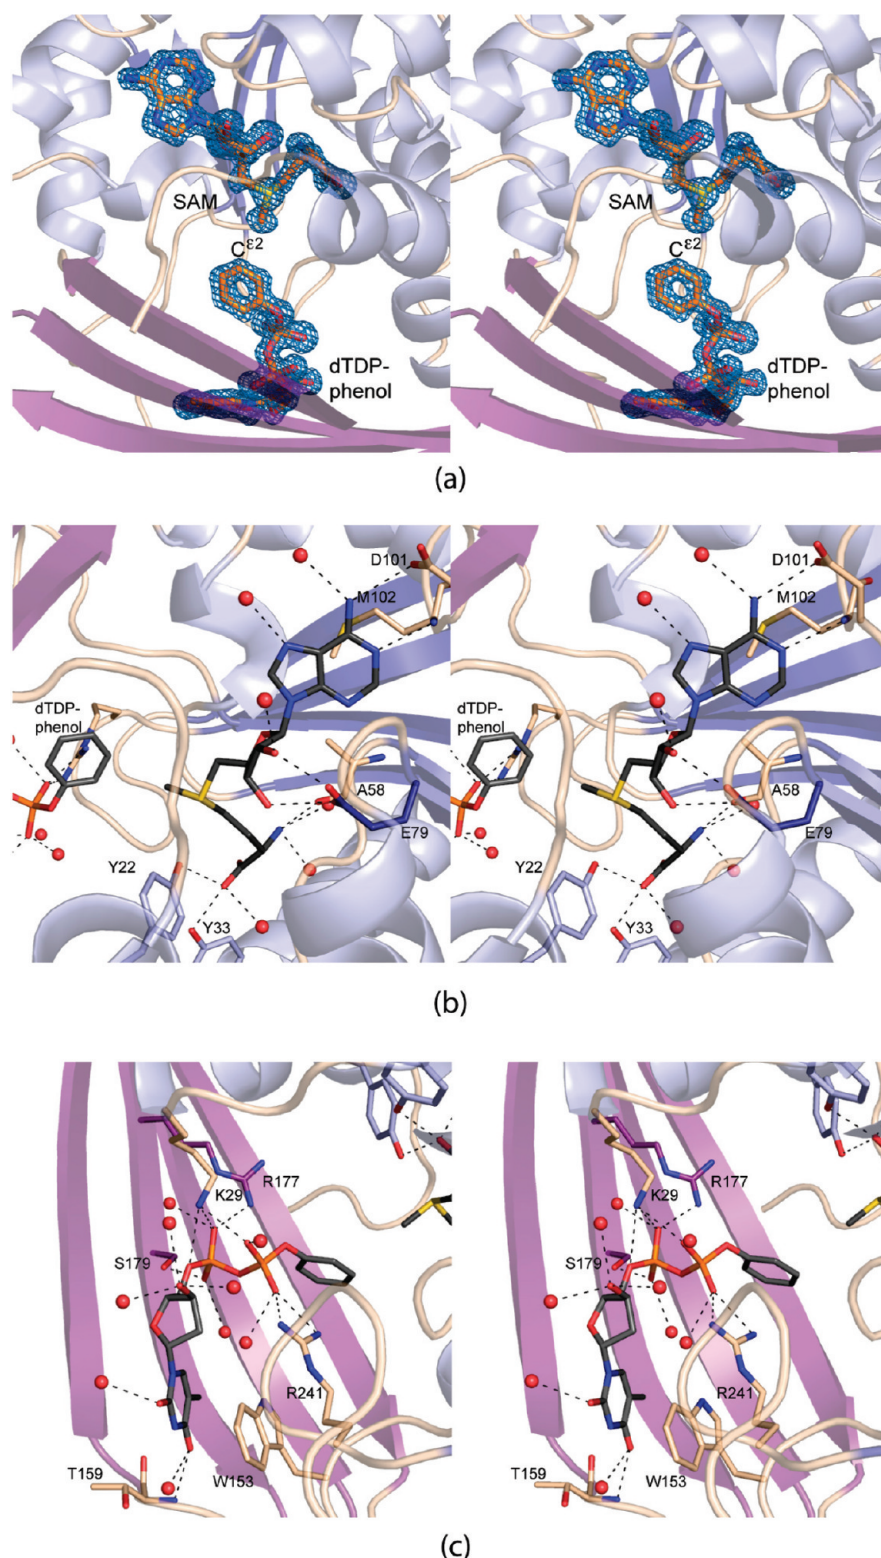 SAM
SAM
Cε2
Cε2
dTDP-
phenol
dTDP-
phenol
(a)
D101
D101
M102
M102
dTDP-
phenol
dTDP-
phenol
A58
A58
E79
E79
Y22
Y22
Y33
Y33
(b)
R177
R177
K29
K29
S179
S179
R241
R241
T159
W153
T159
W153
(c)